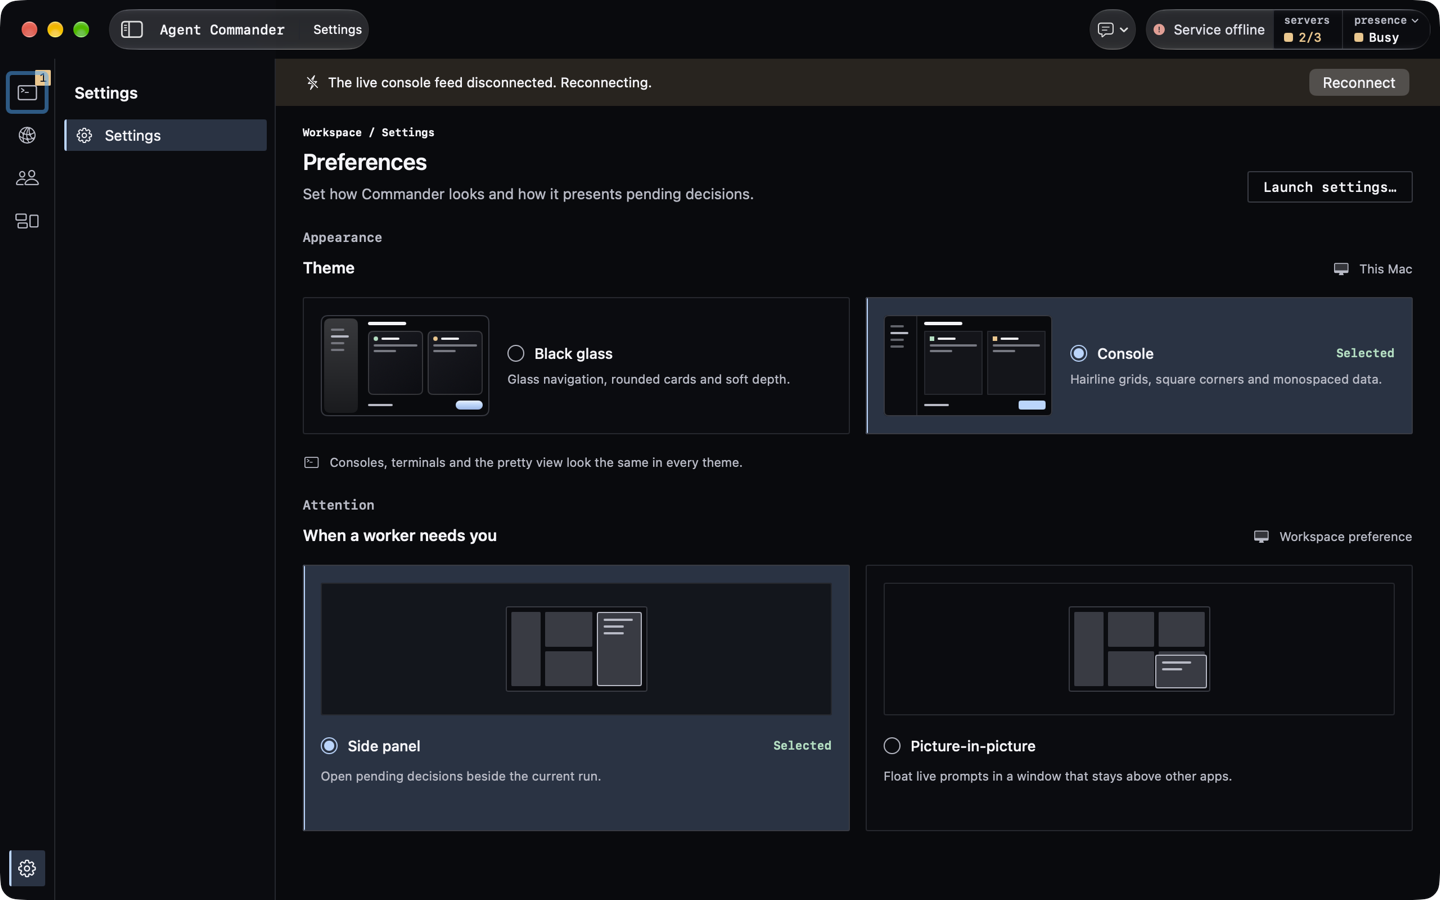 Agent Commander Settings
Service offline
servers
2/3
presence
Busy
1
Settings
Settings
The live console feed disconnected. Reconnecting.
Reconnect
Workspace / Settings
Preferences
Set how Commander looks and how it presents pending decisions.
Launch settings…
Appearance
Theme
This Mac
Black glass
Glass navigation, rounded cards and soft depth.
Console
Selected
Hairline grids, square corners and monospaced data.
Consoles, terminals and the pretty view look the same in every theme.
Attention
When a worker needs you
Workspace preference
Side panel
Selected
Open pending decisions beside the current run.
Picture-in-picture
Float live prompts in a window that stays above other apps.